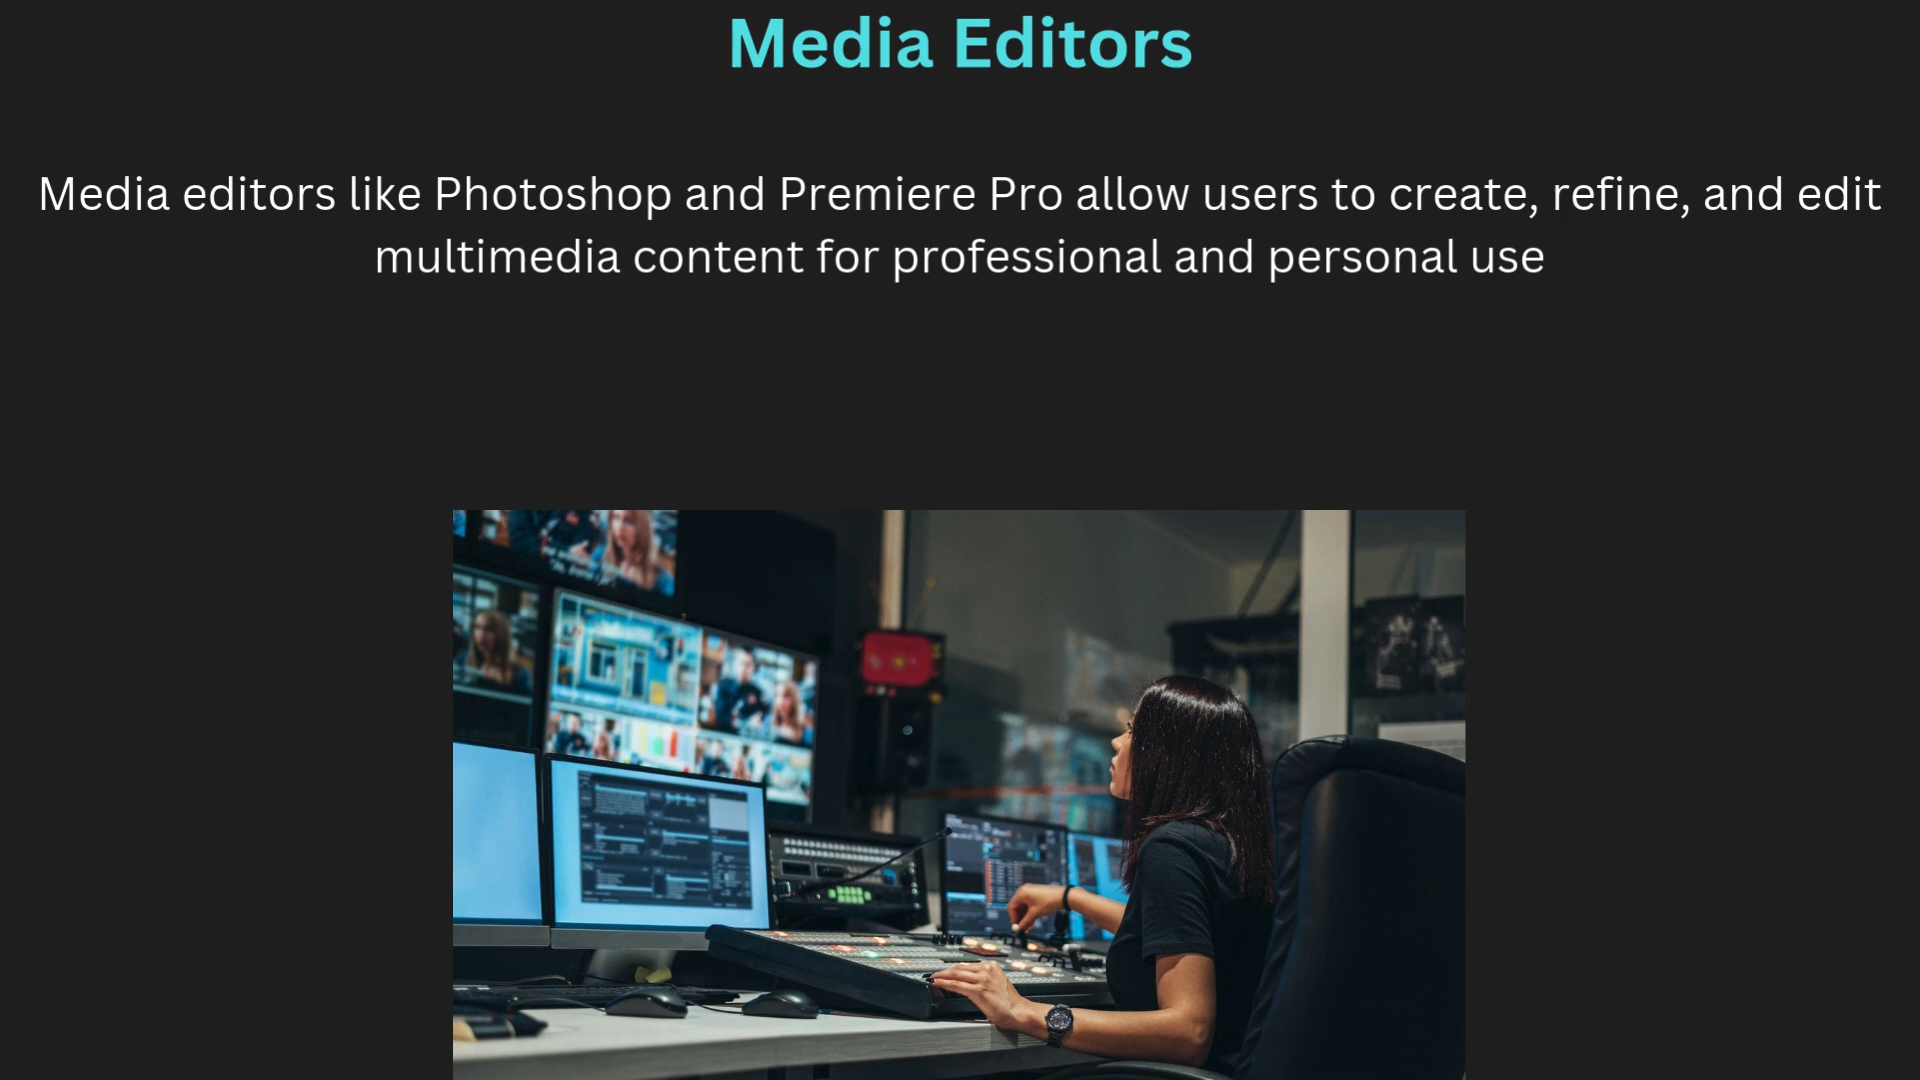 Media Editors
Media editors like Photoshop and Premiere Pro allow users to create, refine, and edit
multimedia content for professional and personal use